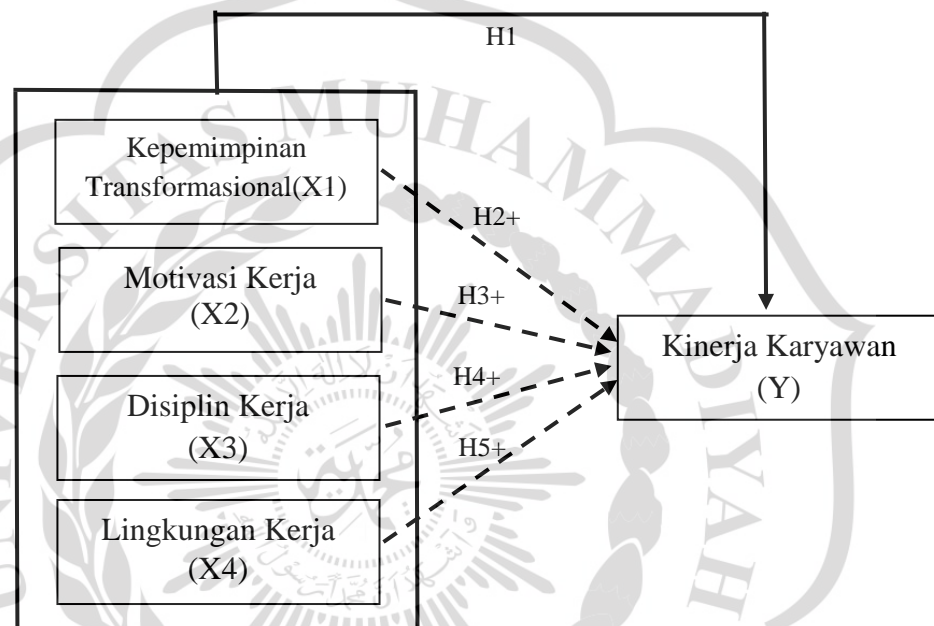 H1
Kepemimpinan
Transformasional(X1)
H2+
Motivasi Kerja
(X2)
H3+
Kinerja Karyawan
(Y)
H4+
Disiplin Kerja
(X3)
H5+
Lingkungan Kerja
(X4)
MUHAMMADIYAH